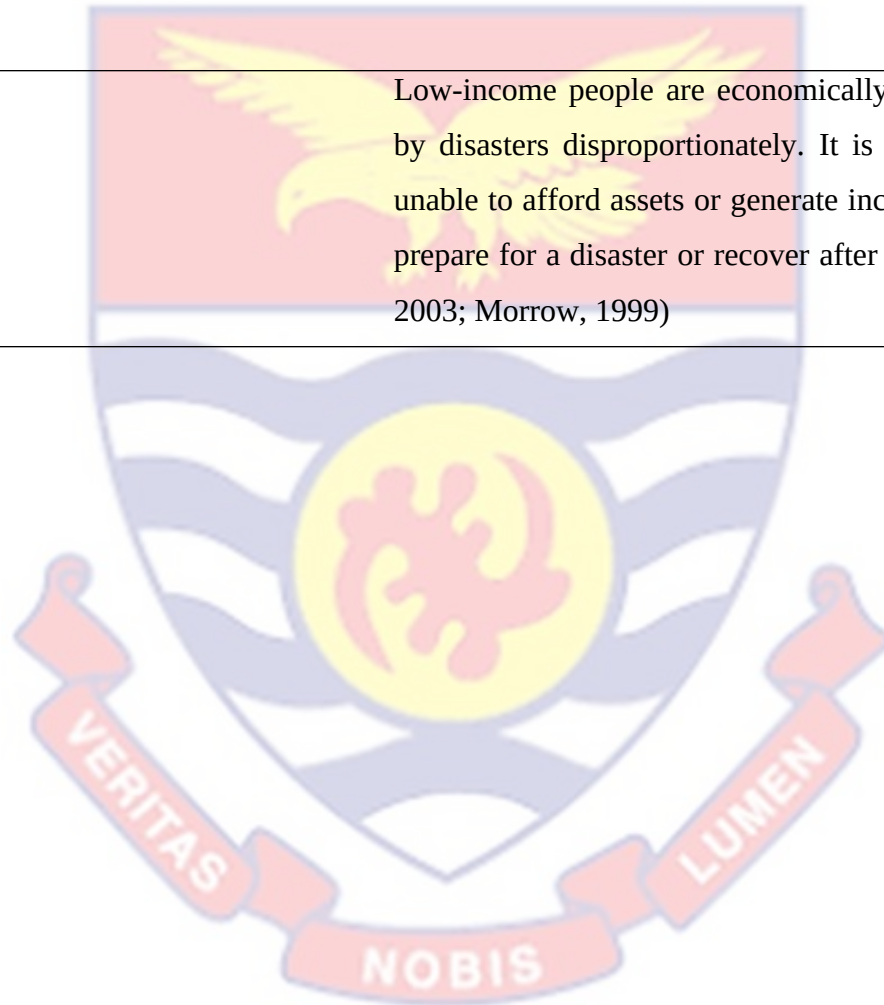 Low-income people are economically
by disasters disproportionately. It is
unable to afford assets or generate inc
prepare for a disaster or recover after
2003; Morrow, 1999)
VERITAS
NOBIS
LUMEN